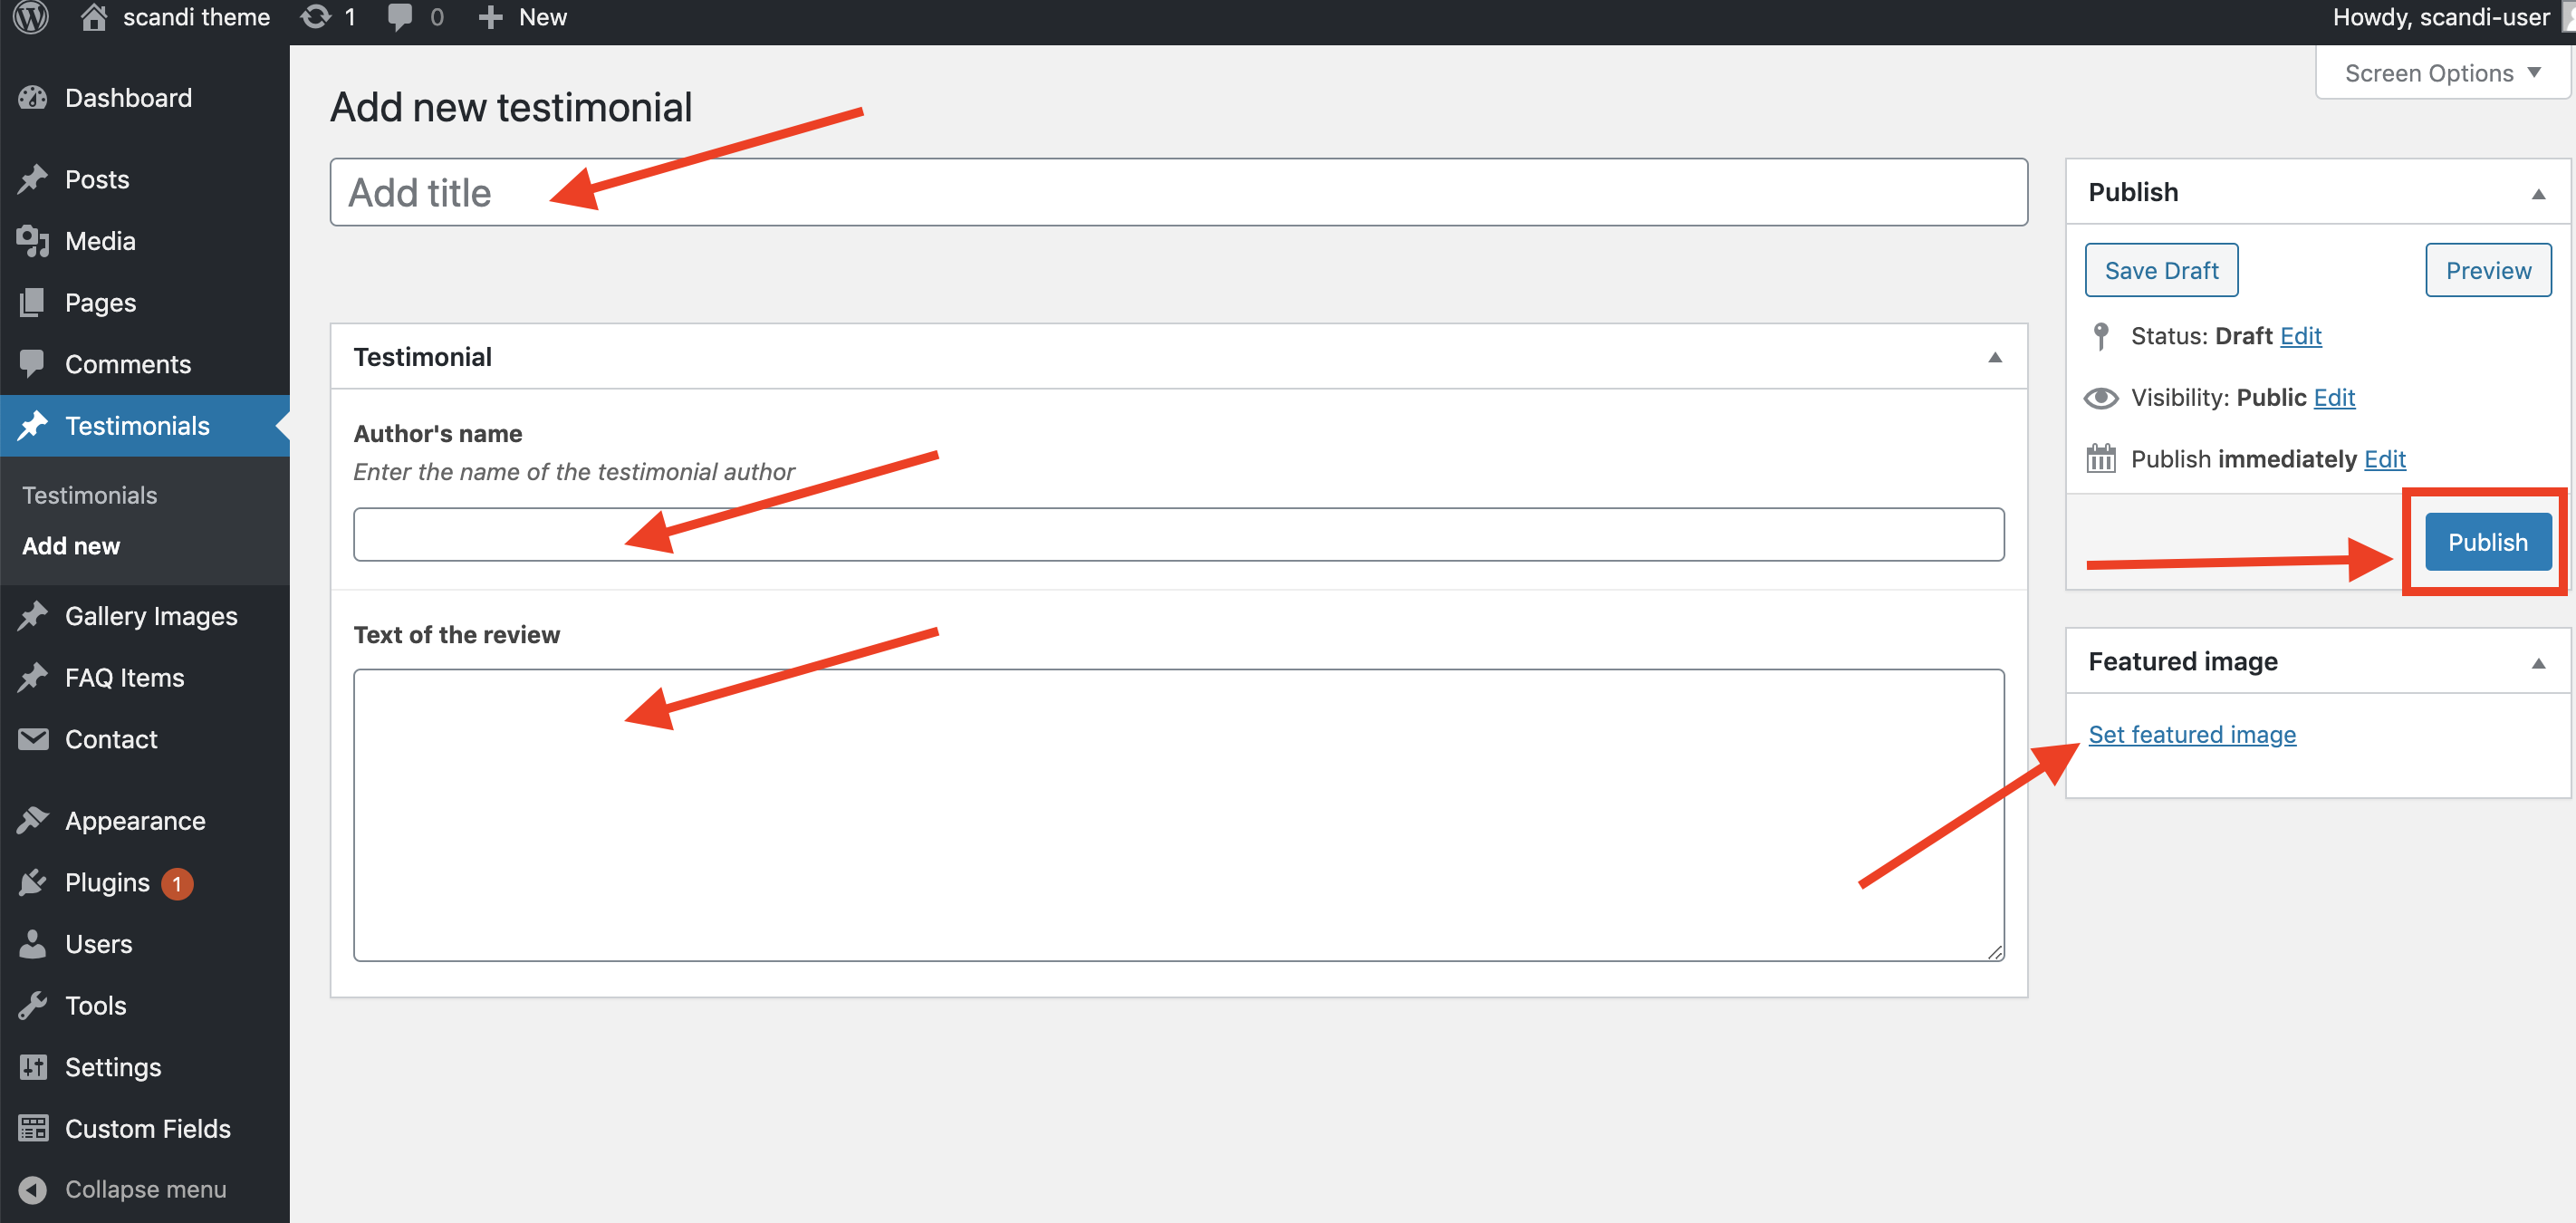 scandi theme 1 0 New Howdy, scandi-user
Screen Options
Dashboard
Posts
Media
Pages
Comments
Testimonials
Testimonials
Add new
Gallery Images
FAQ Items
Contact
Appearance
Plugins 1
Users
Tools
Settings
Custom Fields
Collapse menu
Add new testimonial
Add title
Testimonial
Author's name
Enter the name of the testimonial author
Text of the review
Publish
Save Draft Preview
Status: Draft Edit
Visibility: Public Edit
Publish immediately Edit
Publish
Featured image
Set featured image